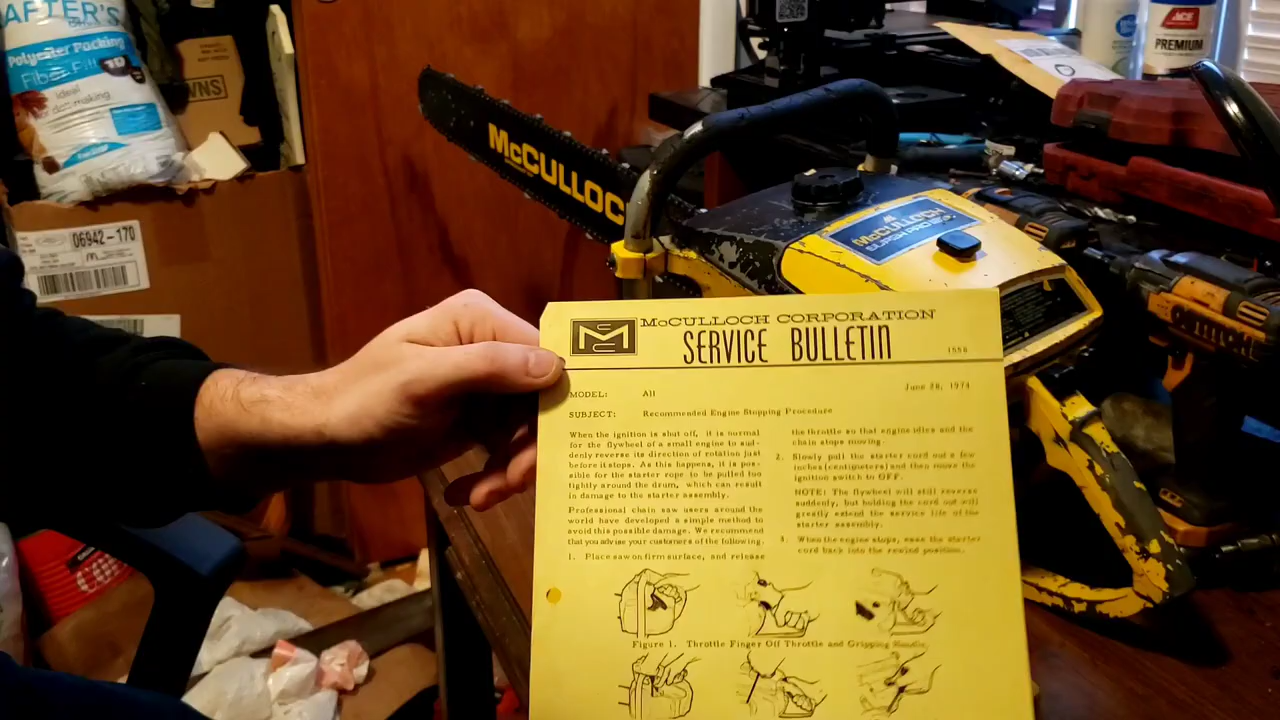 AFTER'S
Polyester Packing
Fiber Fill
ideal
for doll-making
06942-170
McCULLOC
McCULLOCH
ACE
PREMIUM
McCULLOCH CORPORATION
SERVICE BULLETIN
1558
June 28, 1974
MODEL: All
SUBJECT: Recommended Engine Stopping Procedure
When the ignition is shut off, it is normal
for the flywheel of a small engine to sud-
denly reverse its direction of rotation just
before it stops. As this happens, it is pos-
sible for the starter rope to be pulled too
tightly around the drum, which can result
in damage to the starter assembly.
Professional chain saw users around the
world have developed a simple method to
avoid this possible damage. We recommend
that you advise your customers of the following.
1. Place saw on firm surface, and release
the throttle so that engine idles and the
chain stops moving.
2. Slowly pull the starter cord out a few
inches (centimeters) and then move the
ignition switch to OFF.
NOTE: The flywheel will still reverse
suddenly, but holding the cord out will
greatly extend the service life of the
starter assembly.
3. When the engine stops, ease the starter
cord back into the rewind position.
Figure 1. Throttle Finger Off Throttle and Gripping Handle